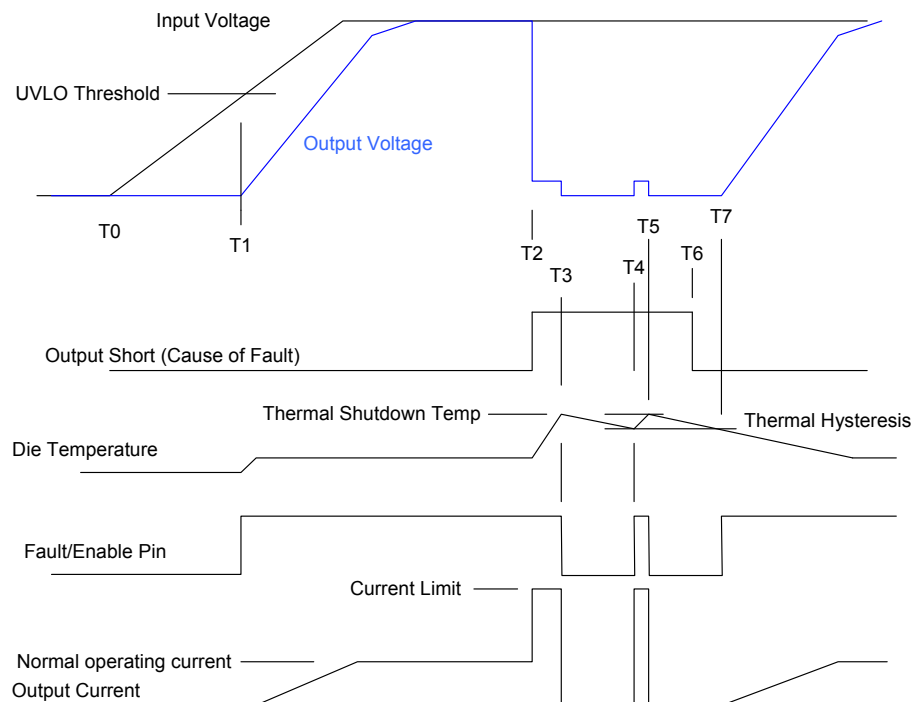 Input Voltage
UVLO Threshold
Output Voltage
T0
T1
T2
T3
T4
T5
T6
T7
Output Short (Cause of Fault)
Thermal Shutdown Temp
Thermal Hysteresis
Die Temperature
Fault/Enable Pin
Current Limit
Normal operating current
Output Current